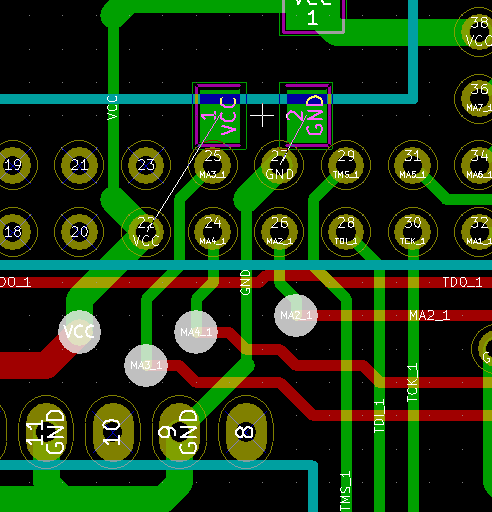 VCC
1
38
VCC
36
MA7_1
VCC
1
VCC
2
GND
19
21
23
25
MA3_1
27
GND
29
TMS_1
31
MA5_1
34
MA6_1
18
20
22
VCC
24
MA4_1
26
MA2_1
28
TDI_1
30
TCK_1
32
MA1_1
DO_1
GND
TDO_1
VCC
MA4_1
MA2_1
MA2_1
MA3_1
G
TCK_1
TDI_1
11
GND
10
9
GND
8
TMS_1